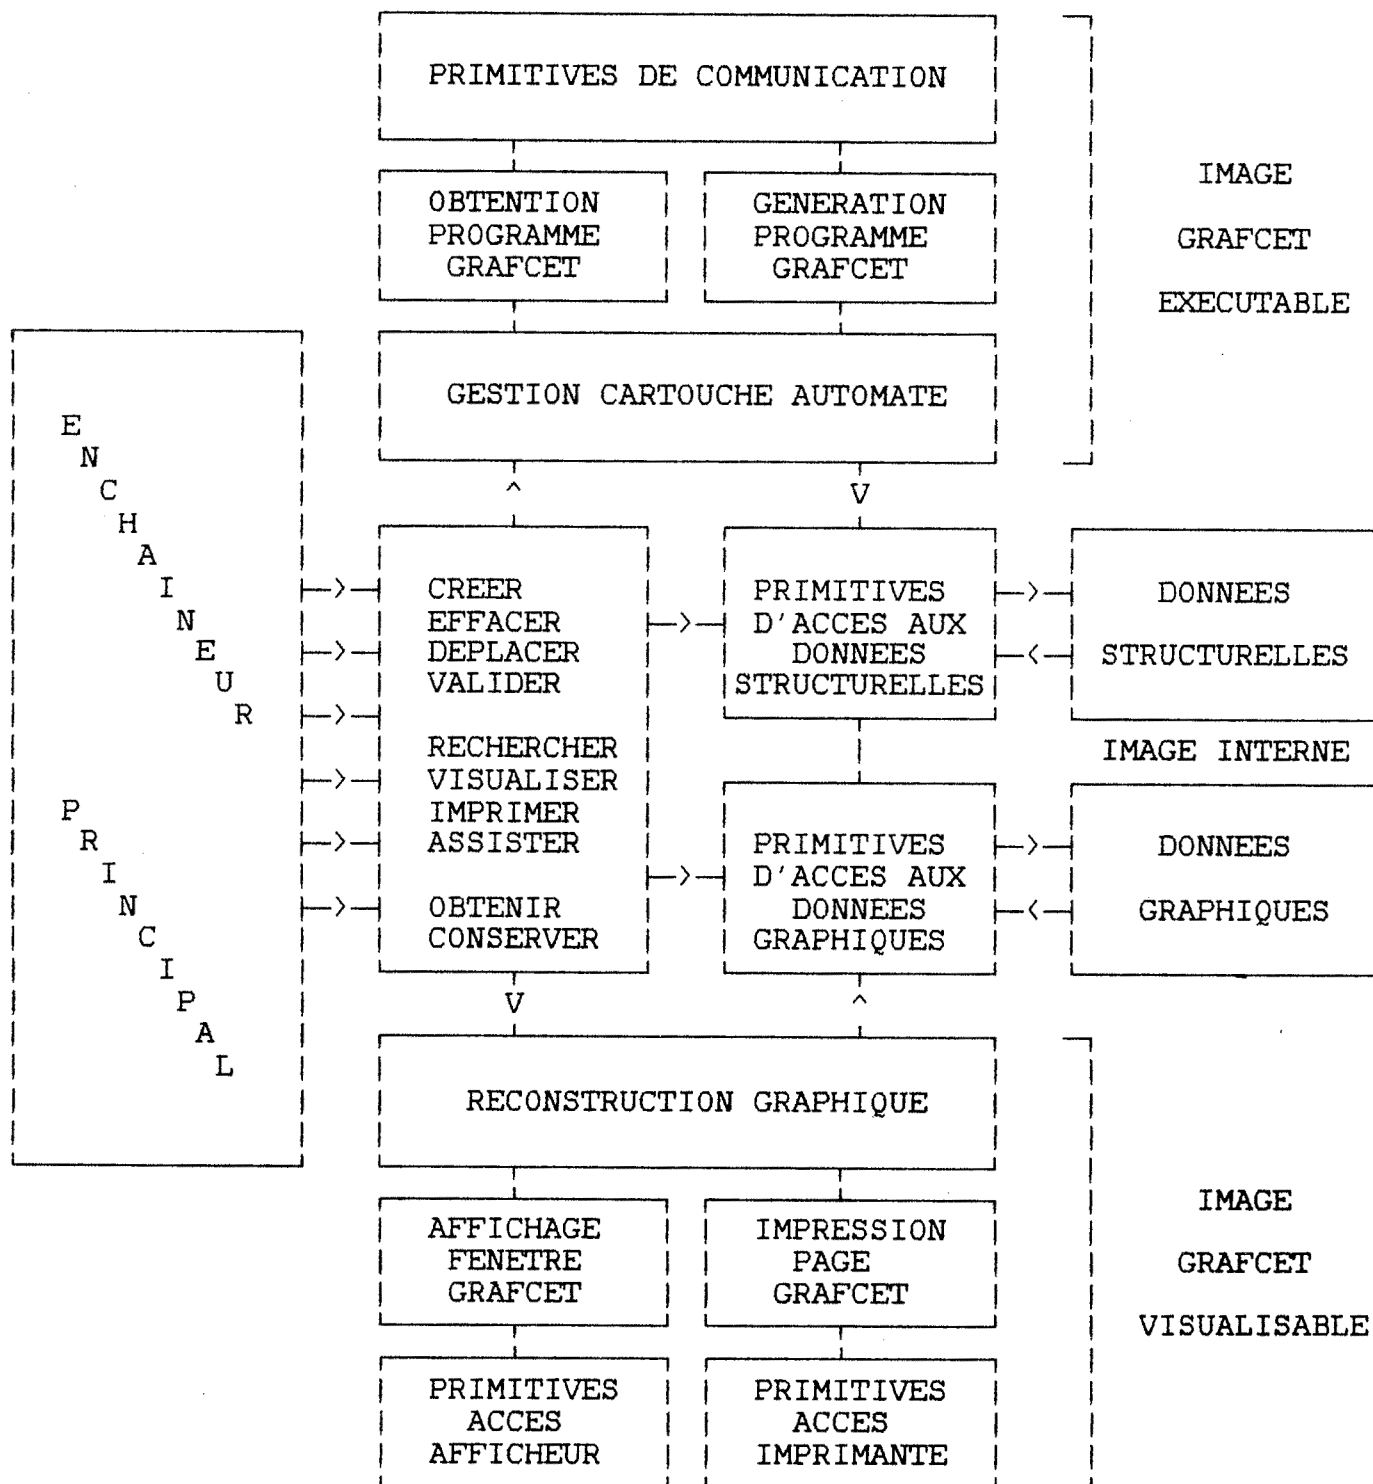 PRIMITIVES DE COMMUNICATION
OBTENTION
PROGRAMME
GRAFCET
GENERATION
PROGRAMME
GRAFCET
IMAGE
GRAFCET
EXECUTABLE
GESTION CARTOUCHE AUTOMATE
ENCHAINEUR
PRINCIPAL
CREER
EFFACER
DEPLACER
VALIDER
RECHERCHER
VISUALISER
IMPRIMER
ASSISTER
OBTENIR
CONSERVER
PRIMITIVES
D'ACCES AUX
DONNEES
STRUCTURELLES
DONNEES
STRUCTURELLES
IMAGE INTERNE
PRIMITIVES
D'ACCES AUX
DONNEES
GRAPHIQUES
DONNEES
GRAPHIQUES
RECONSTRUCTION GRAPHIQUE
AFFICHAGE
FENETRE
GRAFCET
IMPRESSION
PAGE
GRAFCET
IMAGE
GRAFCET
VISUALISABLE
PRIMITIVES
ACCES
AFFICHEUR
PRIMITIVES
ACCES
IMPRIMANTE